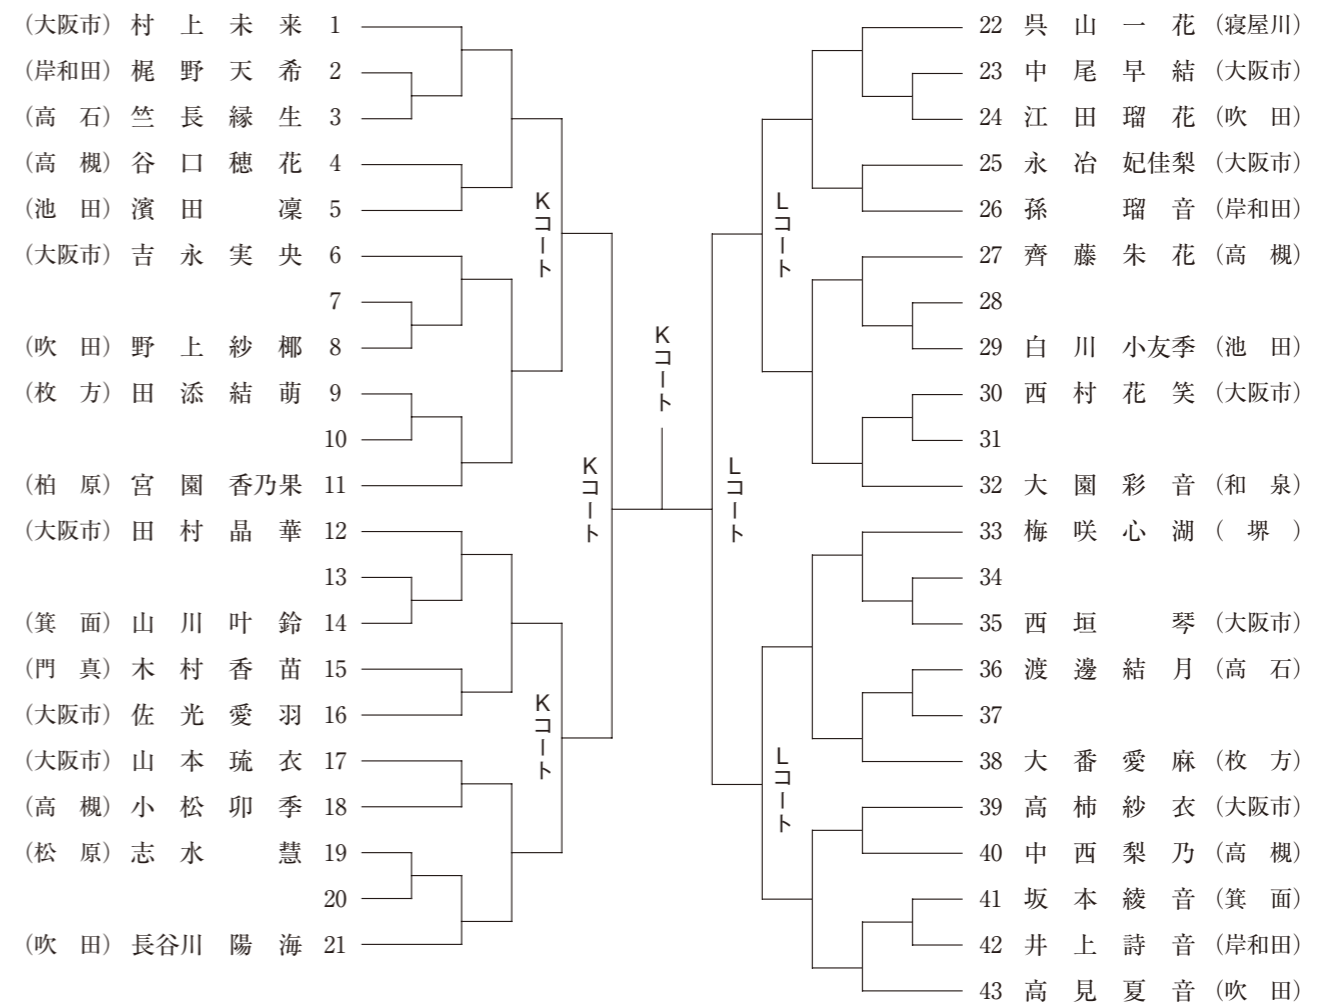 (大阪市) 村上未来 1
(岸和田) 梶野天希 2
(高石) 竺長縁生 3
(高槻) 谷口穂花 4
(池田) 濱田凜 5
(大阪市) 吉永実央 6
7
(吹田) 野上紗椰 8
(枚方) 田添結萌 9
10
(柏原) 宮園香乃果 11
(大阪市) 田村晶華 12
13
(箕面) 山川叶鈴 14
(門真) 木村香苗 15
(大阪市) 佐光愛羽 16
(大阪市) 山本琉衣 17
(高槻) 小松卯季 18
(松原) 志水慧 19
20
(吹田) 長谷川陽海 21
Kコート
Kコート
Kコート
Kコート
Lコート
Lコート
Lコート
22 呉山一花 (寝屋川)
23 中尾早結 (大阪市)
24 江田瑠花 (吹田)
25 永冶妃佳梨 (大阪市)
26 孫瑠音 (岸和田)
27 齊藤朱花 (高槻)
28
29 白川小友季 (池田)
30 西村花笑 (大阪市)
31
32 大園彩音 (和泉)
33 梅咲心湖 (堺)
34
35 西垣琴 (大阪市)
36 渡邊結月 (高石)
37
38 大番愛麻 (枚方)
39 高柿紗衣 (大阪市)
40 中西梨乃 (高槻)
41 坂本綾音 (箕面)
42 井上詩音 (岸和田)
43 高見夏音 (吹田)